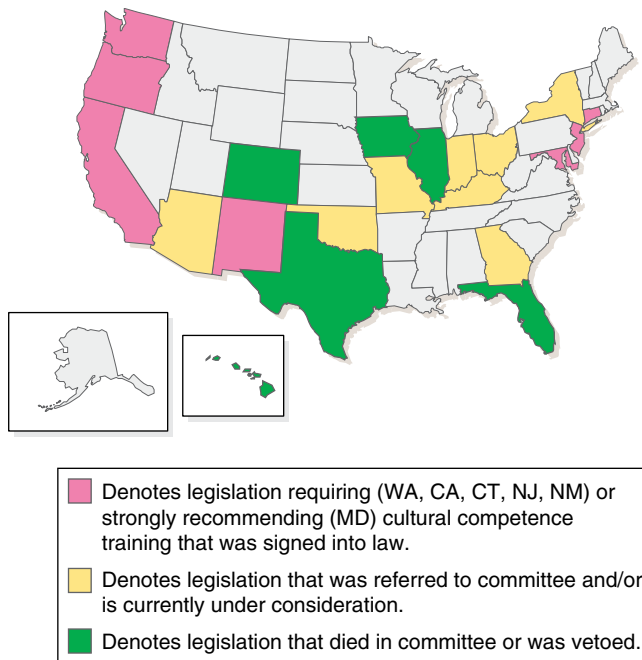 Denotes legislation requiring (WA, CA, CT, NJ, NM) or
strongly recommending (MD) cultural competence
training that was signed into law.
Denotes legislation that was referred to committee and/or
is currently under consideration.
Denotes legislation that died in committee or was vetoed.